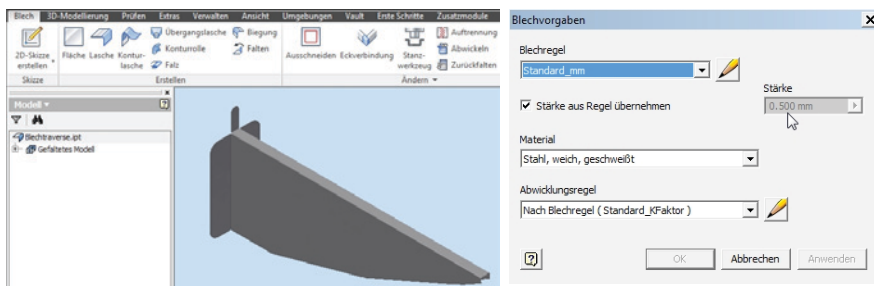 Blech 3D-Modellierung Prüfen Extras Verwalten Ansicht Umgebungen Vault Erste Schritte Zusatzmodule
2D-Skizze erstellen
Fläche
Lasche
Kontur-lasche
Übergangslasche
Konturrolle
Falz
Biegung
Falten
Ausschneiden
Eckverbindung
Stanz-werkzeug
Auftrennung
Abwickeln
Zurückfalten
Skizze
Erstellen
Ändern
Modell
Blechtraverse.ipt
Gefaltetes Modell
Blechvorgaben
Blechregel
Standard_mm
Stärke
Stärke aus Regel übernehmen
0.500 mm
Material
Stahl, weich, geschweißt
Abwicklungsregel
Nach Blechregel ( Standard_KFaktor )
OK
Abbrechen
Anwenden